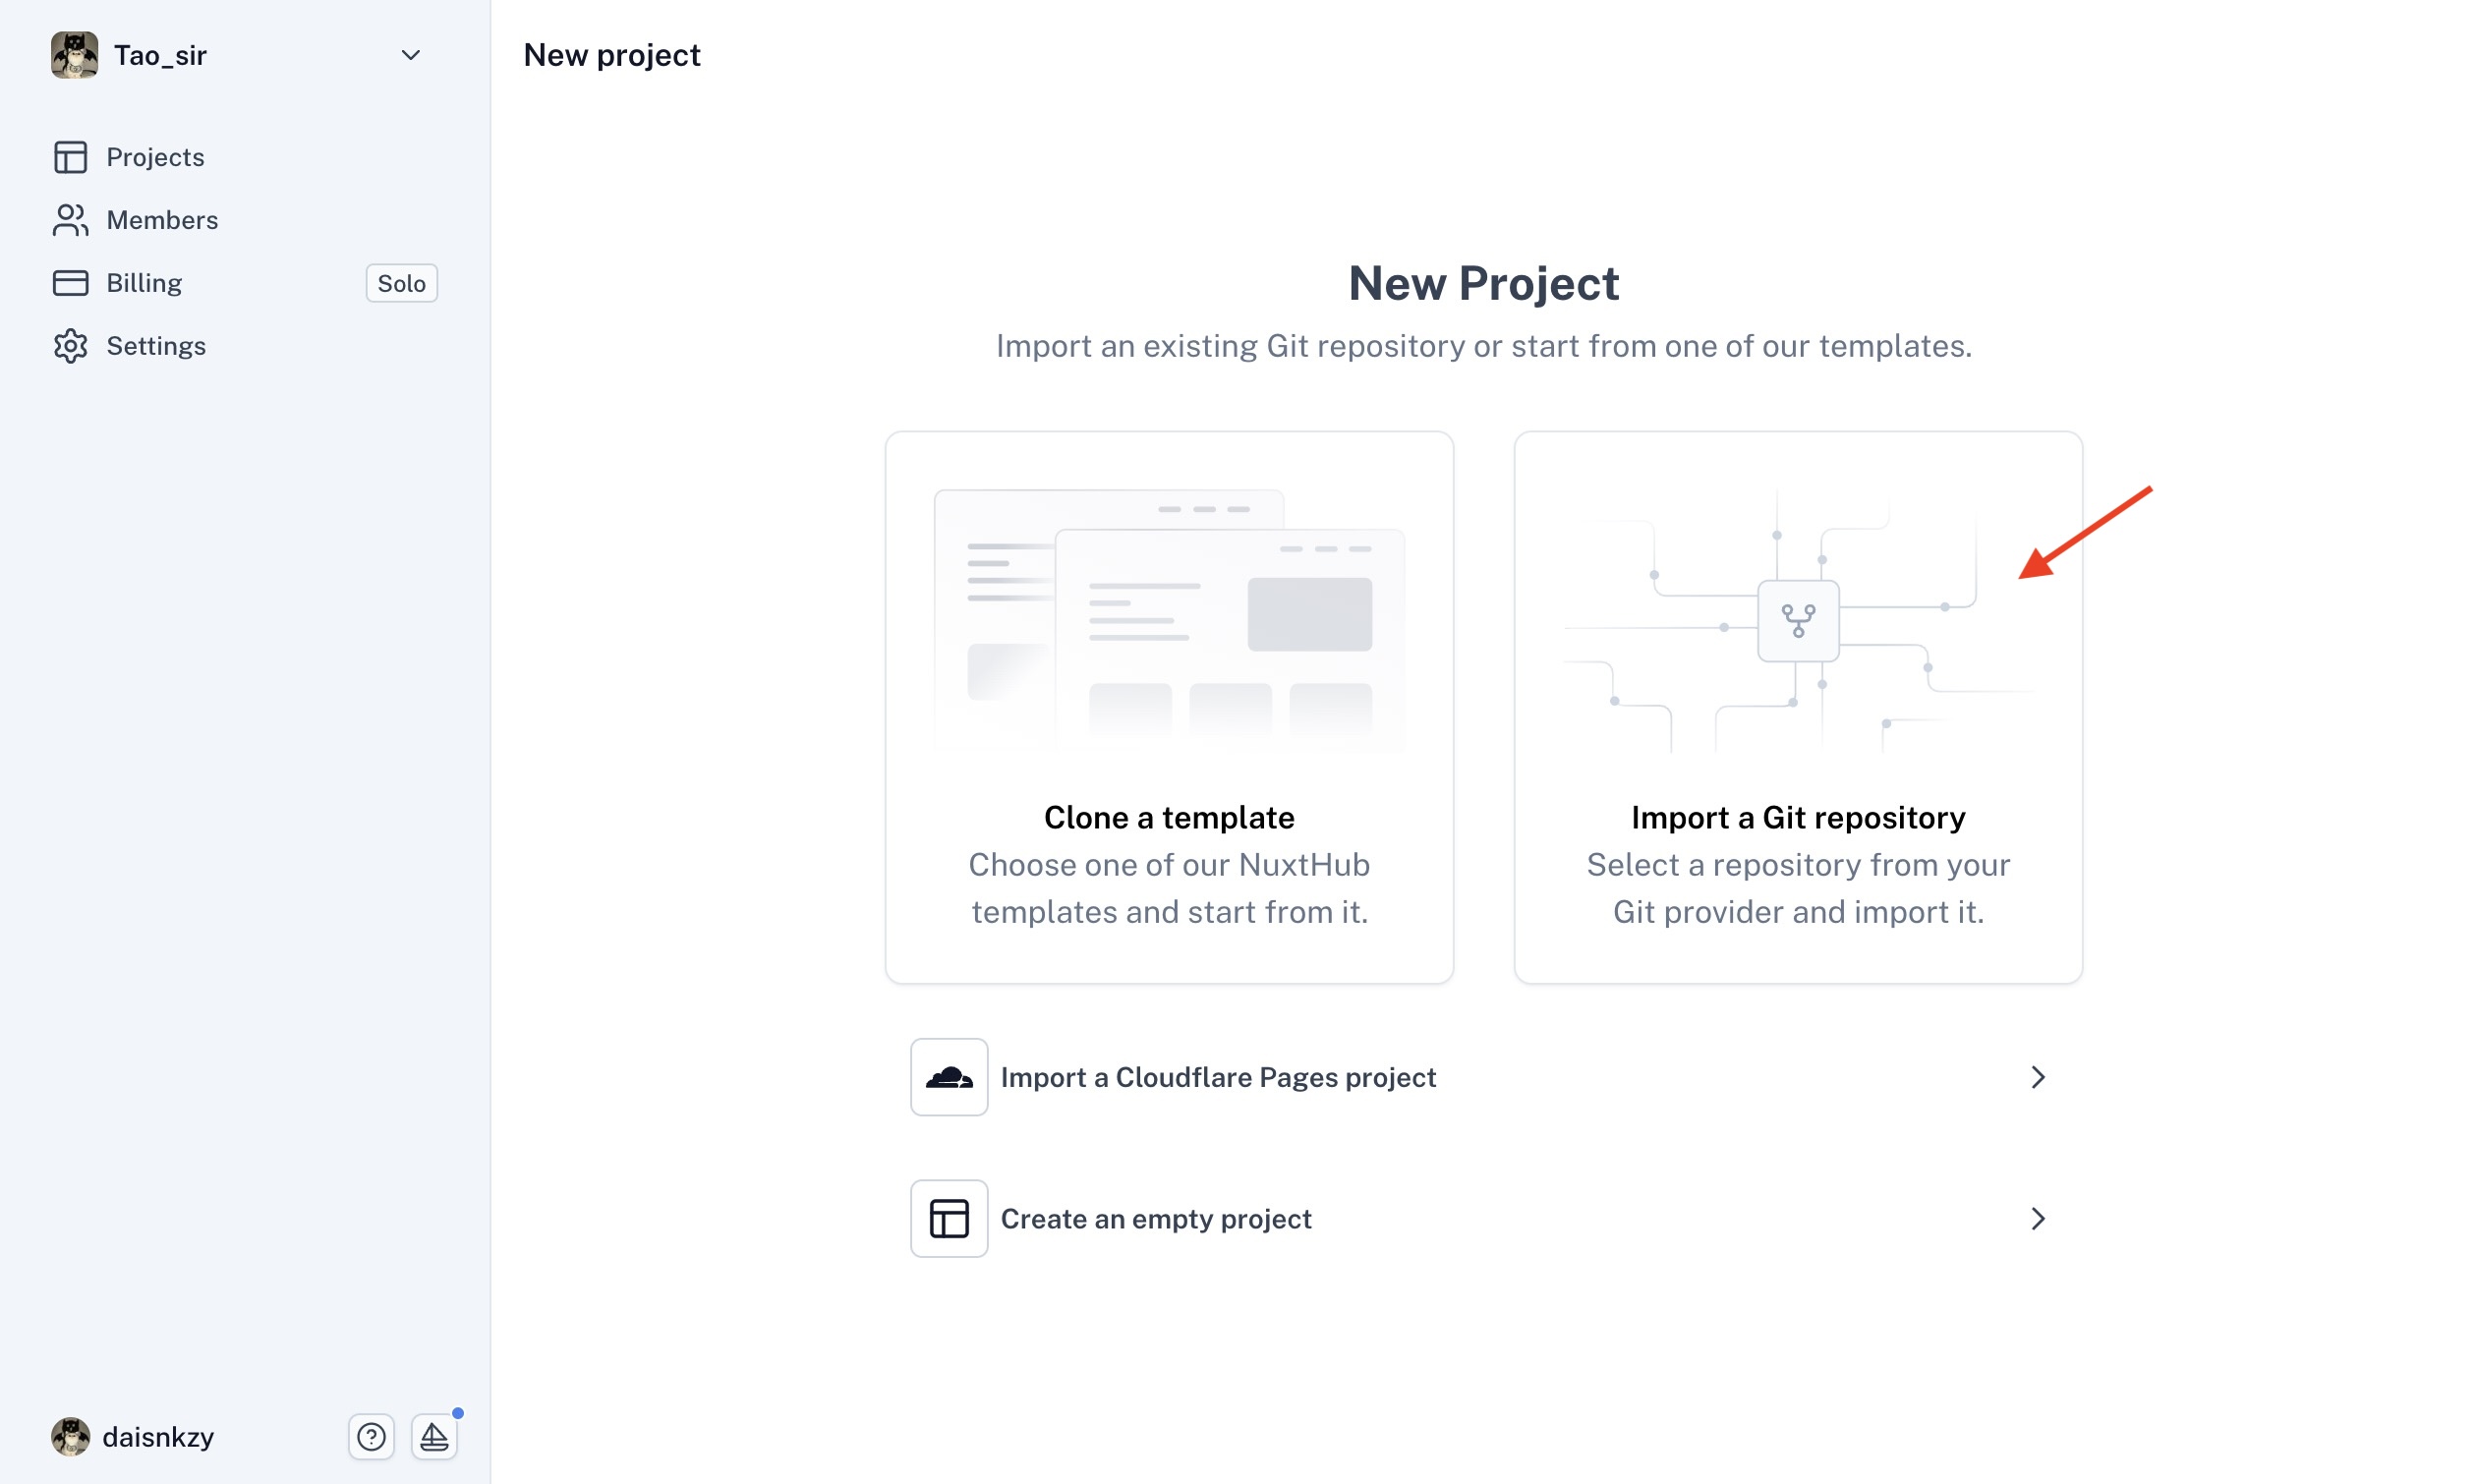 Tao_sir
Projects
Members
Billing
Solo
Settings
daisnkzy
New project
New Project
Import an existing Git repository or start from one of our templates.
Clone a template
Choose one of our NuxtHub
templates and start from it.
Import a Git repository
Select a repository from your
Git provider and import it.
Import a Cloudflare Pages project
Create an empty project